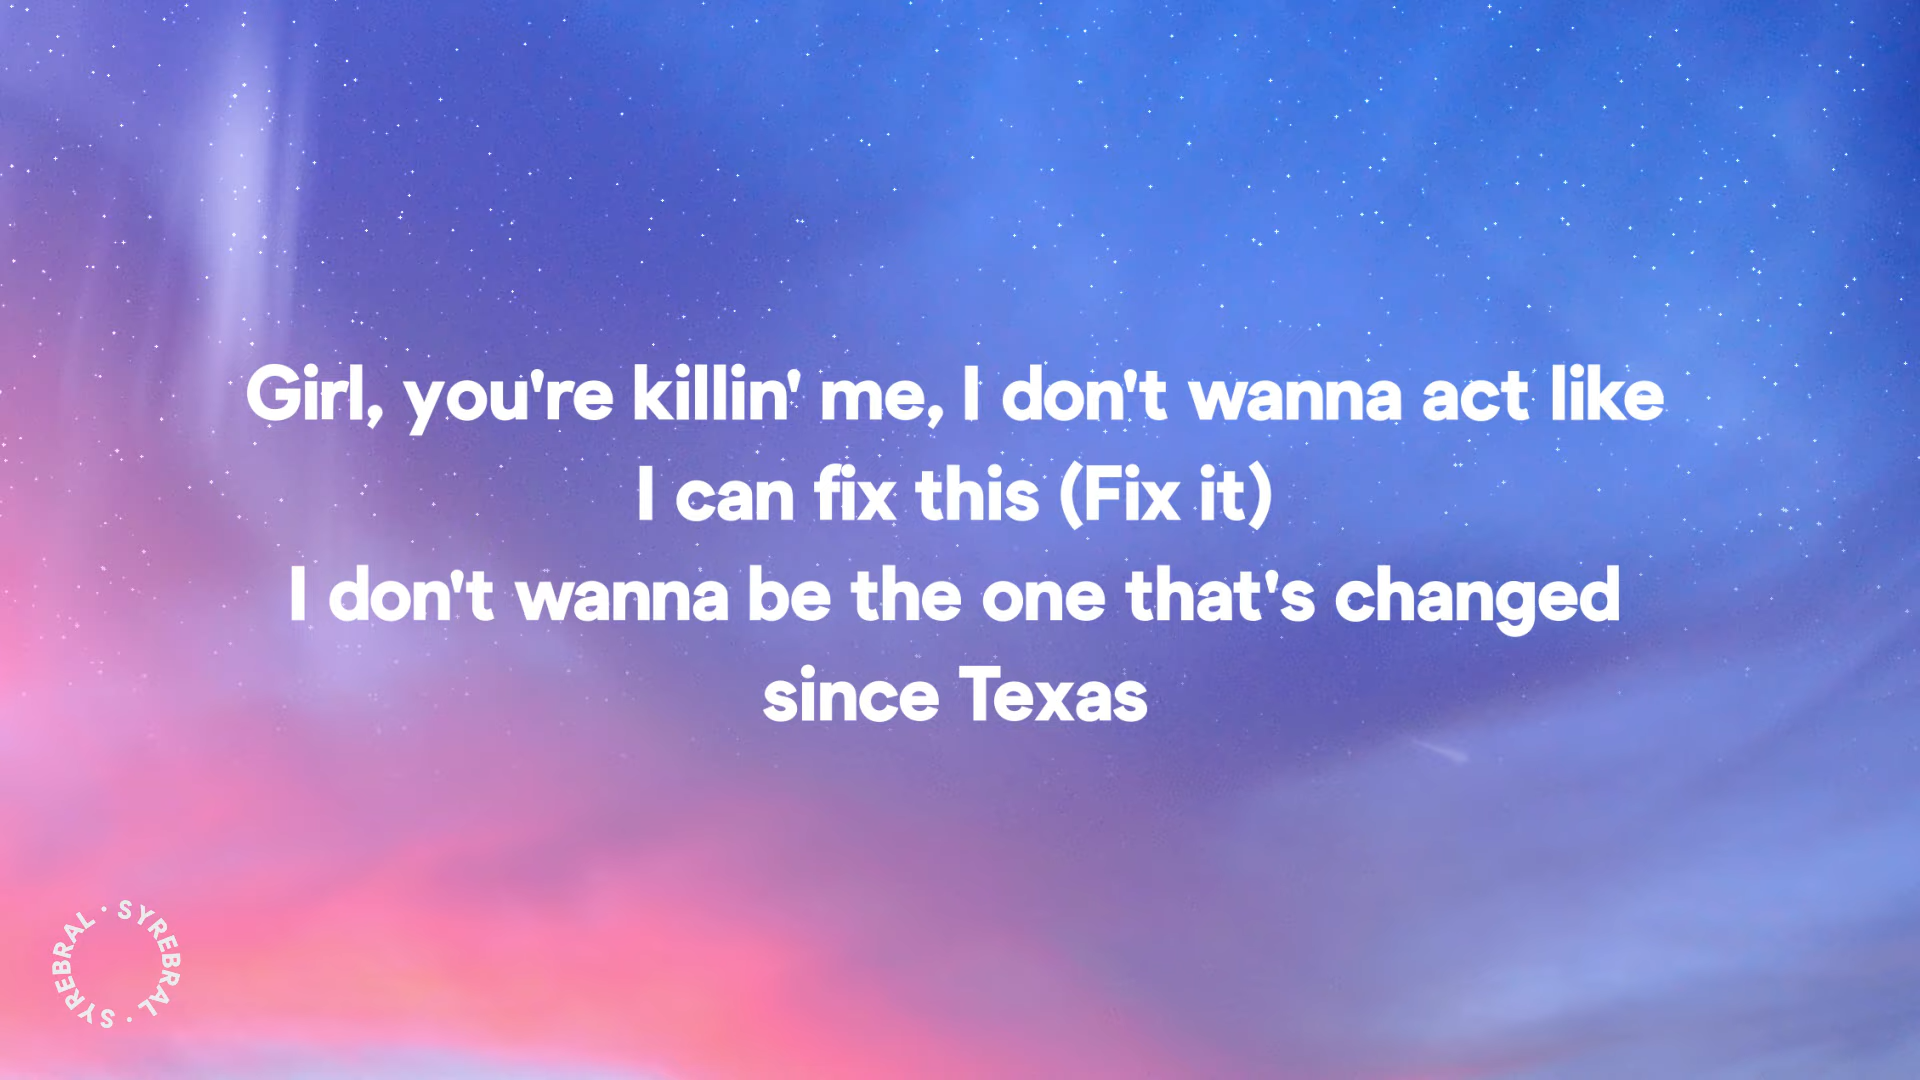 Girl, you're killin' me, I don't wanna act like
I can fix this (Fix it)
I don't wanna be the one that's changed
since Texas
SYREBRAL · SYREBRAL ·